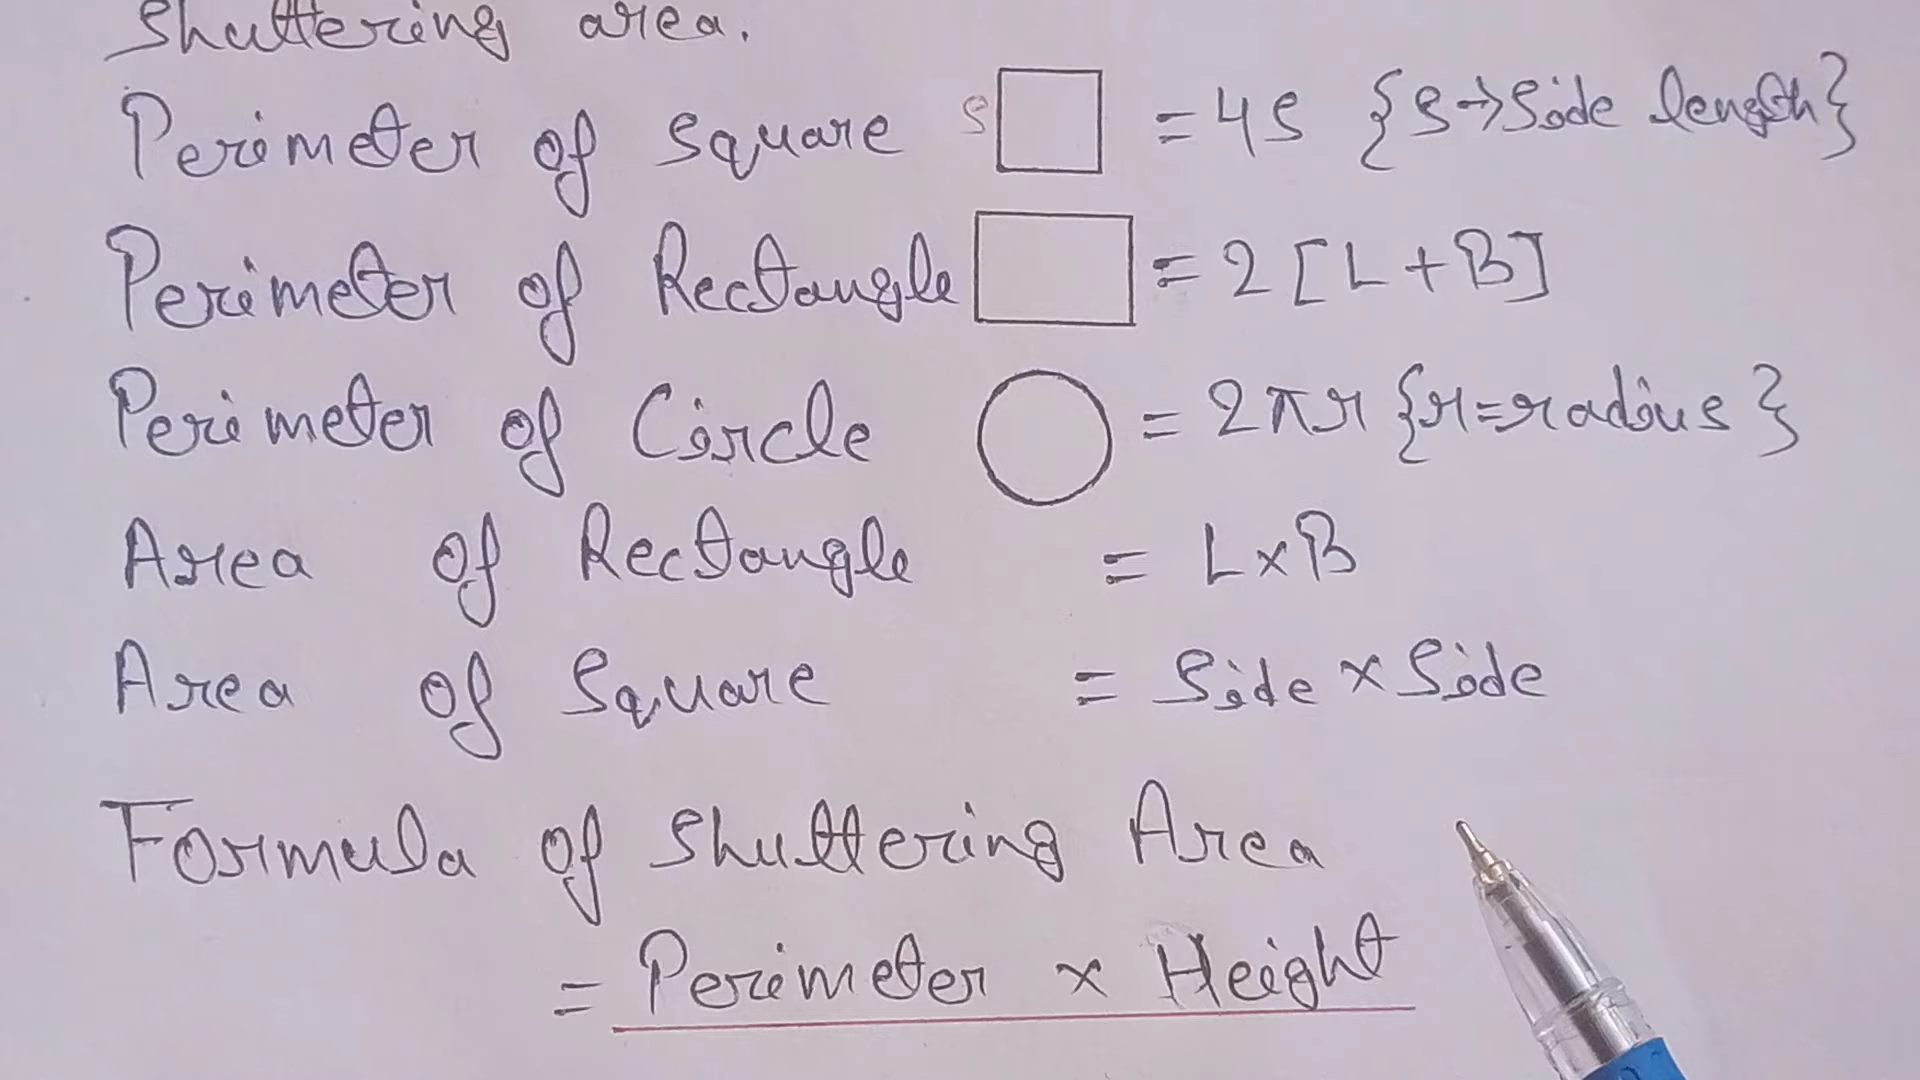 Shuttering area.
Perimeter of square S = 4S {S→Side length}
Perimeter of Rectangle = 2[L+B]
Perimeter of Circle = 2πr {r=radius}
Area of Rectangle = L×B
Area of Square = Side × Side
Formula of Shuttering Area
= Perimeter × Height